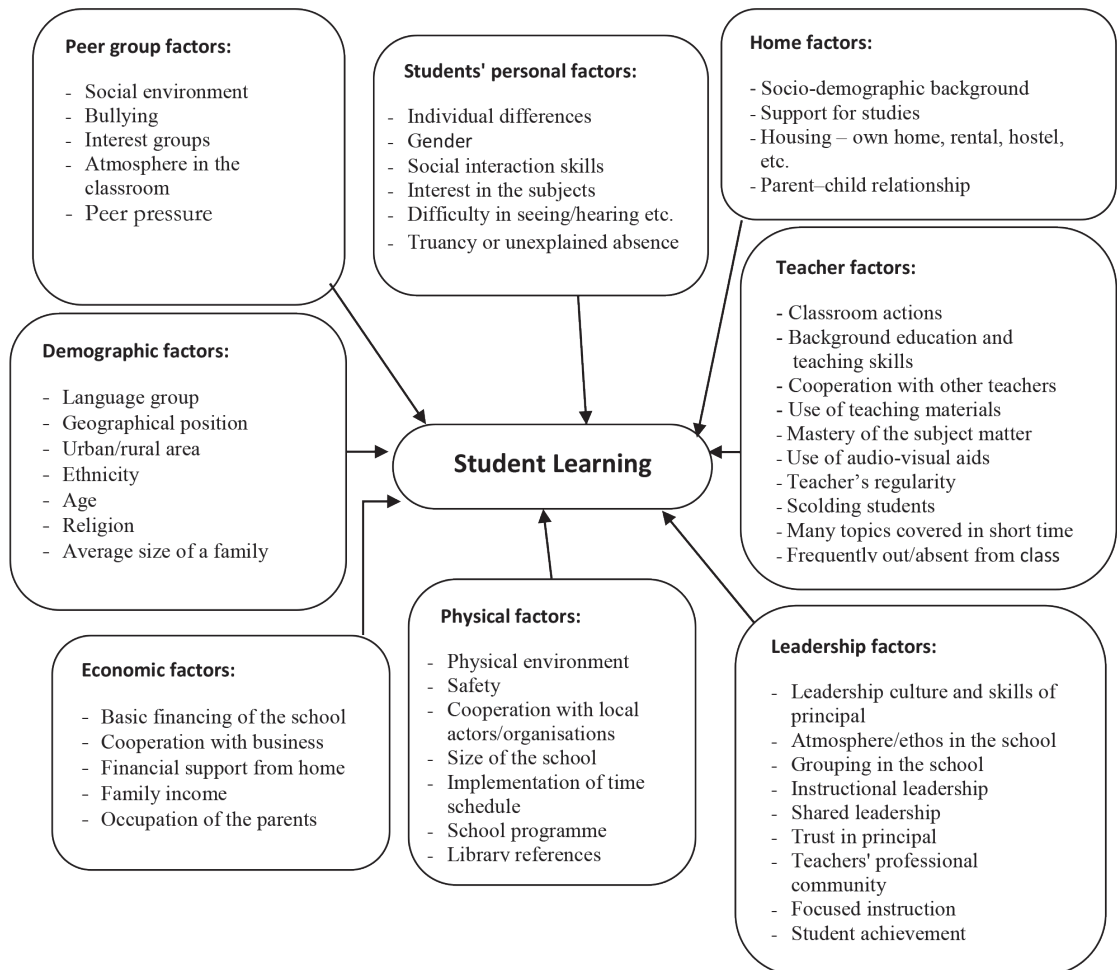 Peer group factors:
- Social environment
- Bullying
- Interest groups
- Atmosphere in the
classroom
- Peer pressure
Students' personal factors:
- Individual differences
- Gender
- Social interaction skills
- Interest in the subjects
- Difficulty in seeing/hearing etc.
- Truancy or unexplained absence
Home factors:
- Socio-demographic background
- Support for studies
- Housing – own home, rental, hostel,
etc.
- Parent–child relationship
Teacher factors:
- Classroom actions
- Background education and
teaching skills
- Cooperation with other teachers
- Use of teaching materials
- Mastery of the subject matter
- Use of audio-visual aids
- Teacher's regularity
- Scolding students
- Many topics covered in short time
- Frequently out/absent from class
Demographic factors:
- Language group
- Geographical position
- Urban/rural area
- Ethnicity
- Age
- Religion
- Average size of a family
Student Learning
Economic factors:
- Basic financing of the school
- Cooperation with business
- Financial support from home
- Family income
- Occupation of the parents
Physical factors:
- Physical environment
- Safety
- Cooperation with local
actors/organisations
- Size of the school
- Implementation of time
schedule
- School programme
- Library references
Leadership factors:
- Leadership culture and skills of
principal
- Atmosphere/ethos in the school
- Grouping in the school
- Instructional leadership
- Shared leadership
- Trust in principal
- Teachers' professional
community
- Focused instruction
- Student achievement